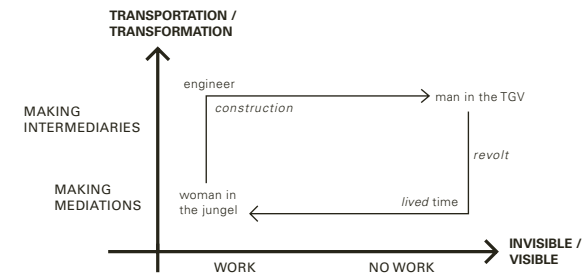 TRANSPORTATION /
TRANSFORMATION
engineer
construction
man in the TGV
MAKING
INTERMEDIARIES
revolt
MAKING
MEDIATIONS
woman in
the jungel
lived time
INVISIBLE /
VISIBLE
WORK
NO WORK